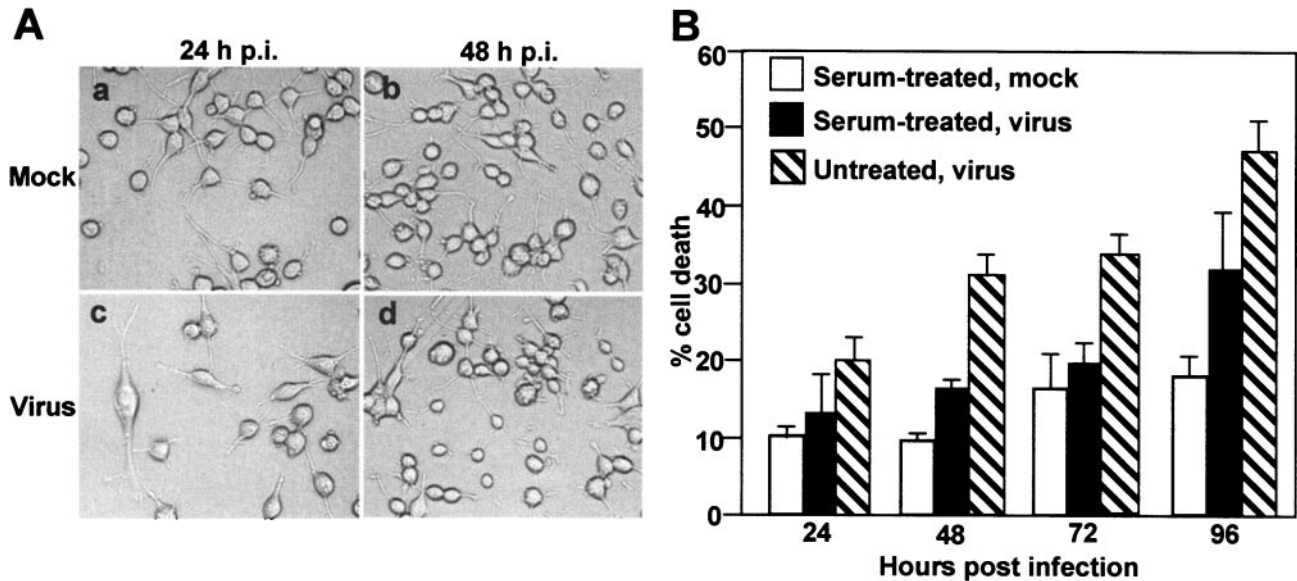 A
24 h p.i.
48 h p.i.
Mock
a
b
Virus
c
d
B
% cell death
60
50
40
30
20
10
0
Serum-treated, mock
Serum-treated, virus
Untreated, virus
24
48
72
96
Hours post infection